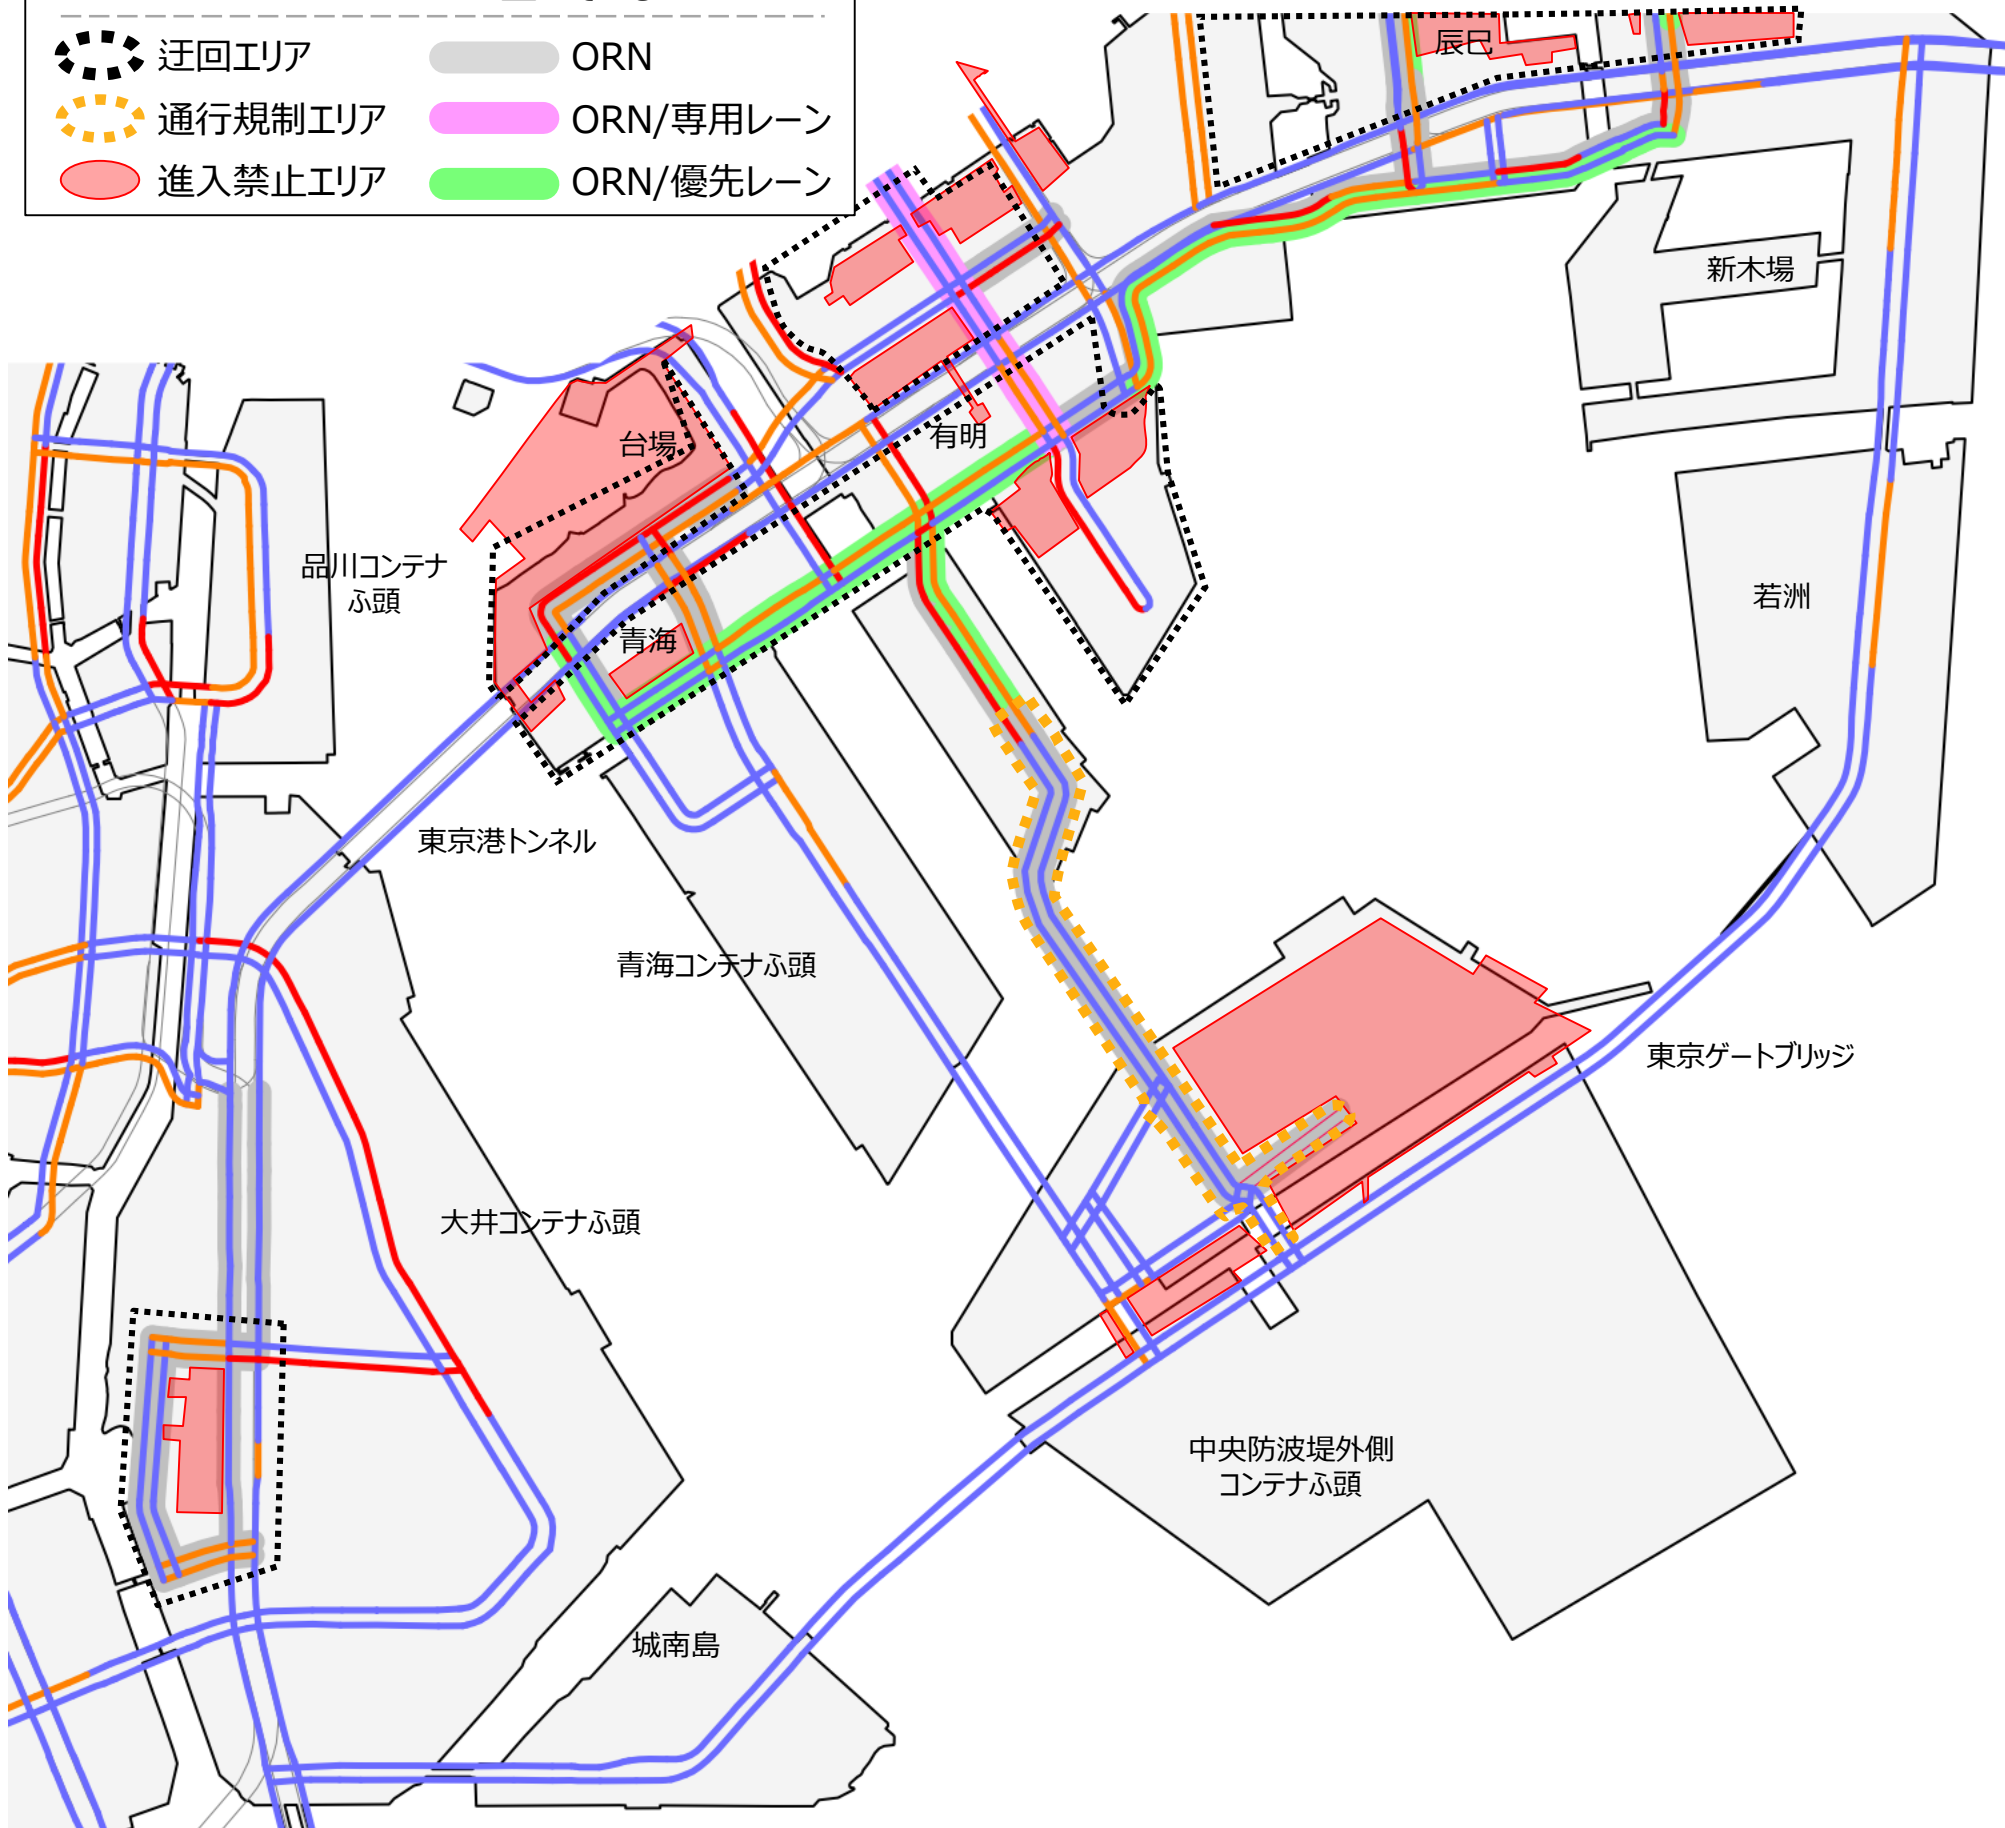 迂回エリア
ORN
通行規制エリア
ORN/専用レーン
進入禁止エリア
ORN/優先レーン
辰巳
新木場
台場
有明
品川コンテナ
ふ頭
若洲
青海
東京港トンネル
青海コンテナふ頭
東京ゲートブリッジ
大井コンテナふ頭
中央防波堤外側
コンテナふ頭
城南島